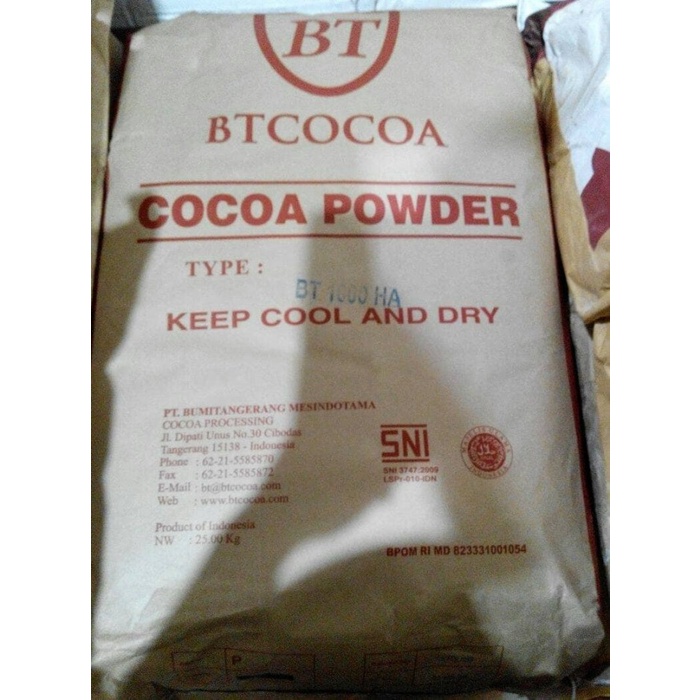 BT
BTCOCOA
COCOA POWDER
TYPE :
BT 1000 HA
KEEP COOL AND DRY
PT. BUMITANGERANG MESINDOTAMA
COCOA PROCESSING
Jl. Dipati Unus No.30 Cibodas
Tangerang 15138 - Indonesia
Phone : 62-21-5585870
Fax : 62-21-5585872
E-Mail : bt@btcocoa.com
Web : www.btcocoa.com
Product of Indonesia
NW : 25.00 Kg
SNI
SNI 3747:2009
LSPr-010-IDN
MAJELIS ULAMA
INDONESIA
BPOM RI MD 823331001054
P